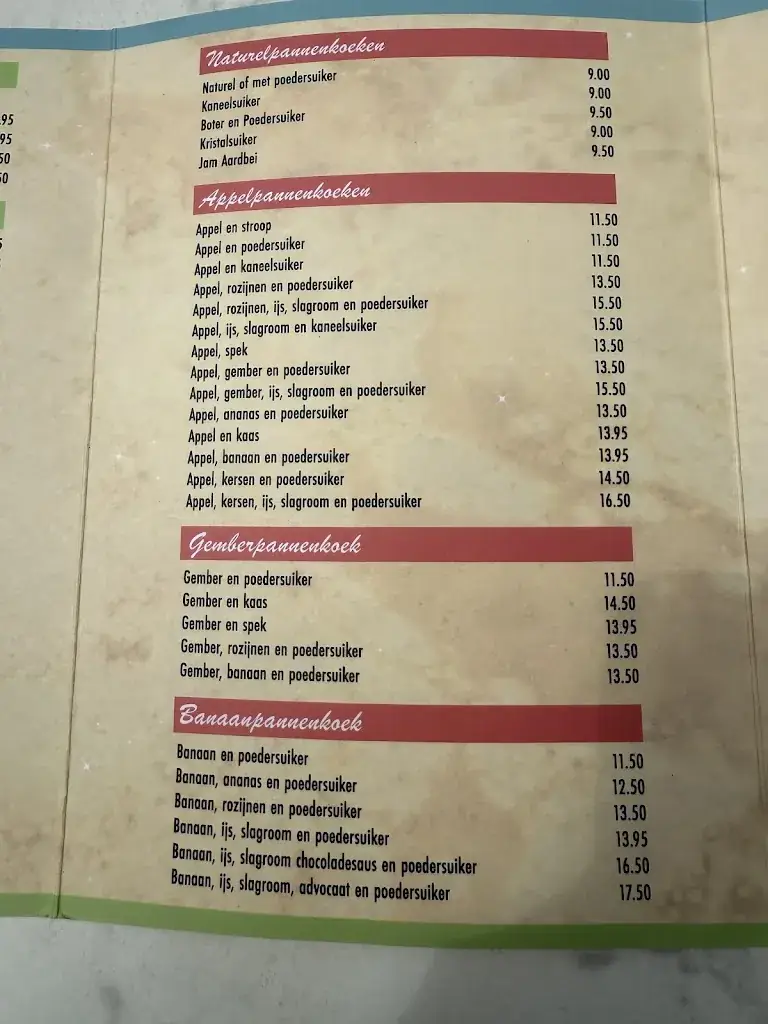 .95
95
50
50
Naturelpannenkoeken
Naturel of met poedersuiker 9.00
Kaneelsuiker 9.00
Boter en Poedersuiker 9.50
Kristalsuiker 9.00
Jam Aardbei 9.50
Appelpannenkoeken
Appel en stroop 11.50
Appel en poedersuiker 11.50
Appel en kaneelsuiker 11.50
Appel, rozijnen en poedersuiker 13.50
Appel, rozijnen, ijs, slagroom en poedersuiker 15.50
Appel, ijs, slagroom en kaneelsuiker 15.50
Appel, spek 13.50
Appel, gember en poedersuiker 13.50
Appel, gember, ijs, slagroom en poedersuiker 15.50
Appel, ananas en poedersuiker 13.50
Appel en kaas 13.95
Appel, banaan en poedersuiker 13.95
Appel, kersen en poedersuiker 14.50
Appel, kersen, ijs, slagroom en poedersuiker 16.50
Gemberpannenkoek
Gember en poedersuiker 11.50
Gember en kaas 14.50
Gember en spek 13.95
Gember, rozijnen en poedersuiker 13.50
Gember, banaan en poedersuiker 13.50
Banaanpannenkoek
Banaan en poedersuiker 11.50
Banaan, ananas en poedersuiker 12.50
Banaan, rozijnen en poedersuiker 13.50
Banaan, ijs, slagroom en poedersuiker 13.95
Banaan, ijs, slagroom chocoladesaus en poedersuiker 16.50
Banaan, ijs, slagroom, advocaat en poedersuiker 17.50